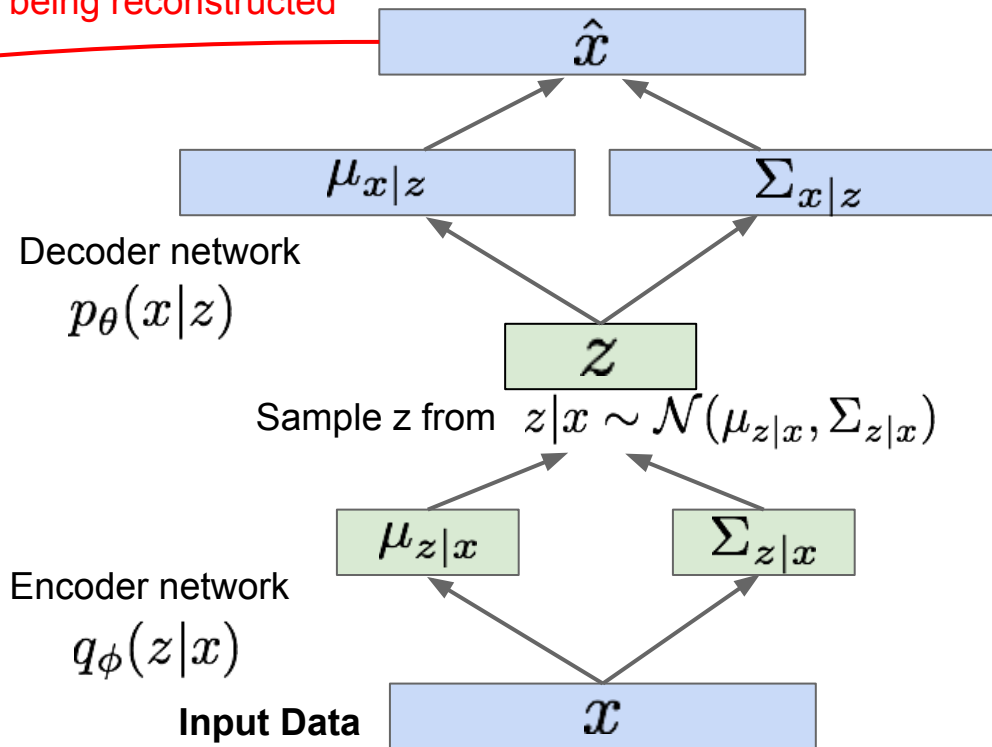 being reconstructed
x̂
μ_{x|z}
Σ_{x|z}
Decoder network
p_θ(x|z)
z
Sample z from z|x ∼ 𝒩(μ_{z|x}, Σ_{z|x})
μ_{z|x}
Σ_{z|x}
Encoder network
q_ϕ(z|x)
Input Data
x